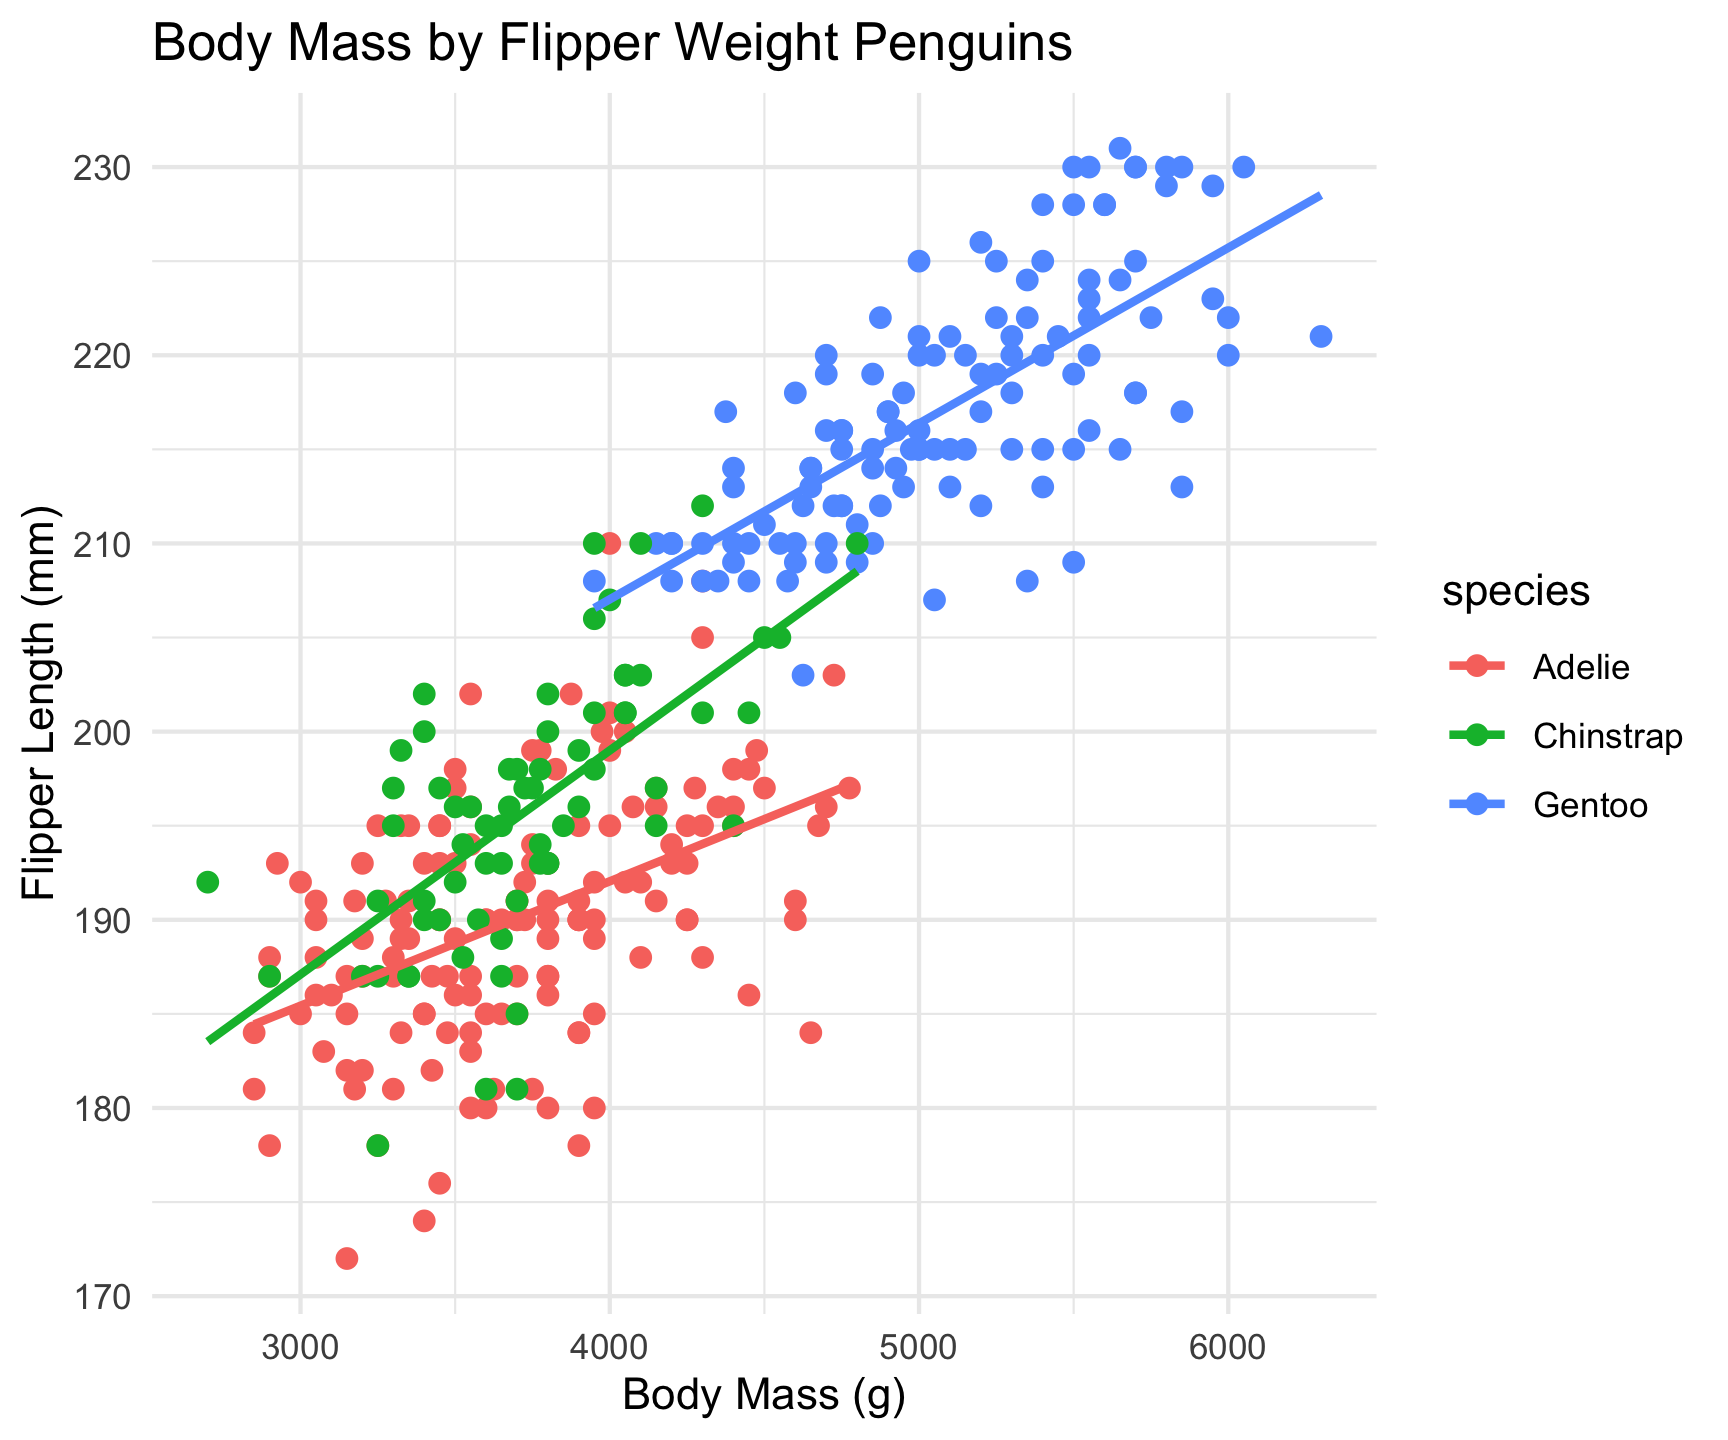 Body Mass by Flipper Weight Penguins
230
220
210
200
190
180
170
Flipper Length (mm)
3000 4000 5000 6000
Body Mass (g)
species
Adelie
Chinstrap
Gentoo